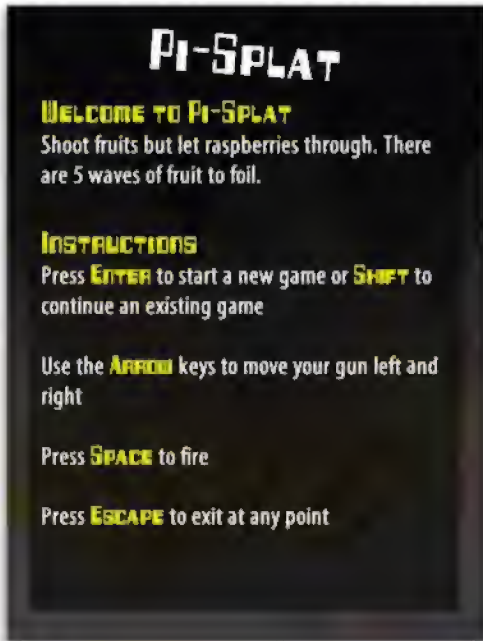 Pi-Splat
Welcome to Pi-Splat
Shoot fruits but let raspberries through. There
are 5 waves of fruit to foil.
Instructions
Press Enter to start a new game or Shift to
continue an existing game
Use the Arrow keys to move your gun left and
right
Press Space to fire
Press Escape to exit at any point